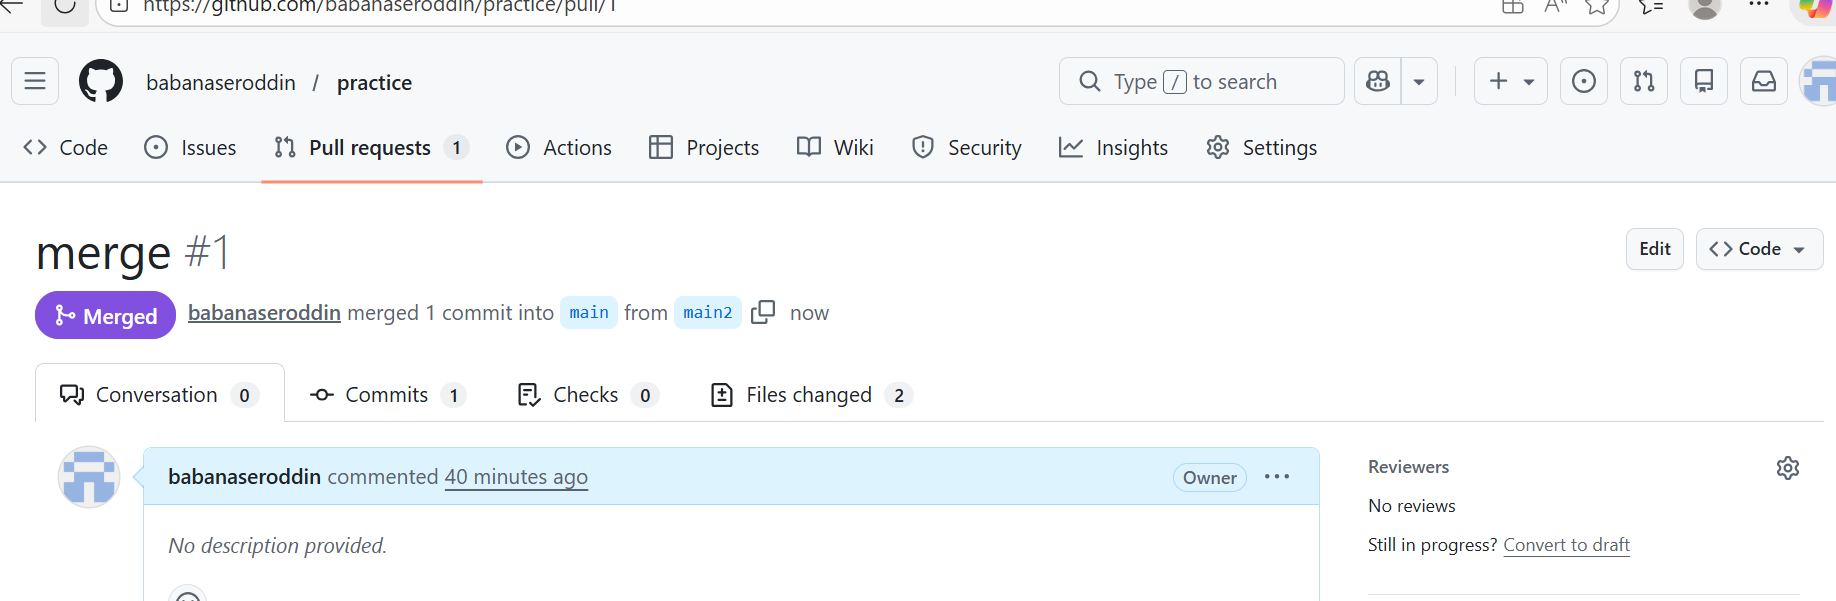 https://github.com/babanaseroddin/practice/pull/1
babanaseroddin / practice
Type / to search
Code Issues Pull requests 1 Actions Projects Wiki Security Insights Settings
merge #1
Edit Code
Merged babanaseroddin merged 1 commit into main from main2 now
Conversation 0 Commits 1 Checks 0 Files changed 2
babanaseroddin commented 40 minutes ago Owner
No description provided.
Reviewers
No reviews
Still in progress? Convert to draft